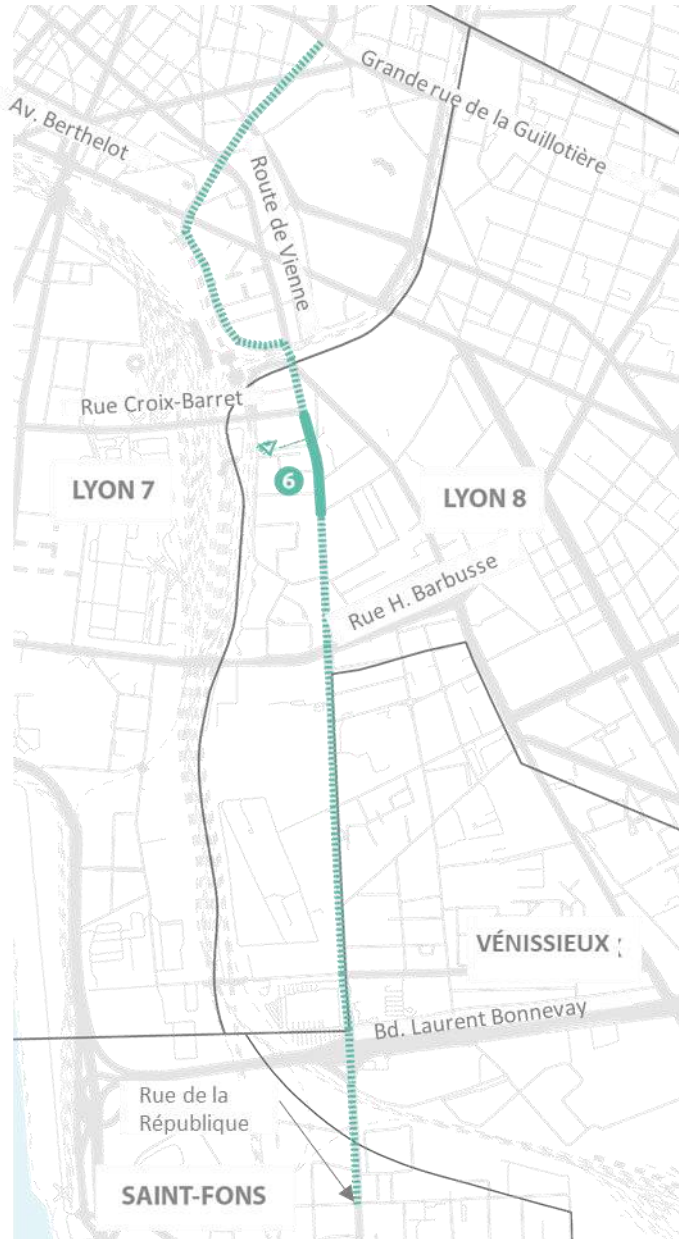 Grande rue de la Guillotière
Av. Berthelot
Route de Vienne
Rue Croix-Barret
6
LYON 7
LYON 8
Rue H. Barbusse
VÉNISSIEUX
Bd. Laurent Bonnevay
Rue de la
République
SAINT-FONS